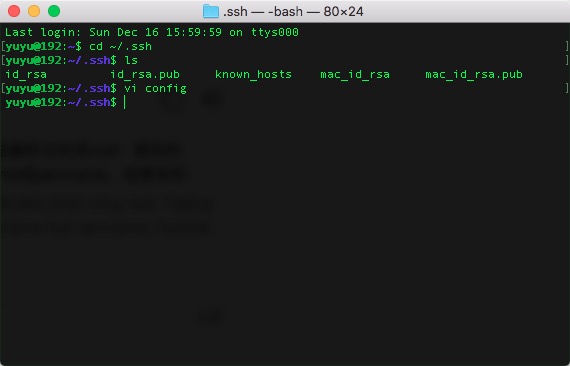 .ssh — -bash — 80×24
Last login: Sun Dec 16 15:59:59 on ttys000
[yuyu@192:~$ cd ~/.ssh ]
[yuyu@192:~/.ssh$ ls ]
id_rsa id_rsa.pub known_hosts mac_id_rsa mac_id_rsa.pub
[yuyu@192:~/.ssh$ vi config ]
yuyu@192:~/.ssh$